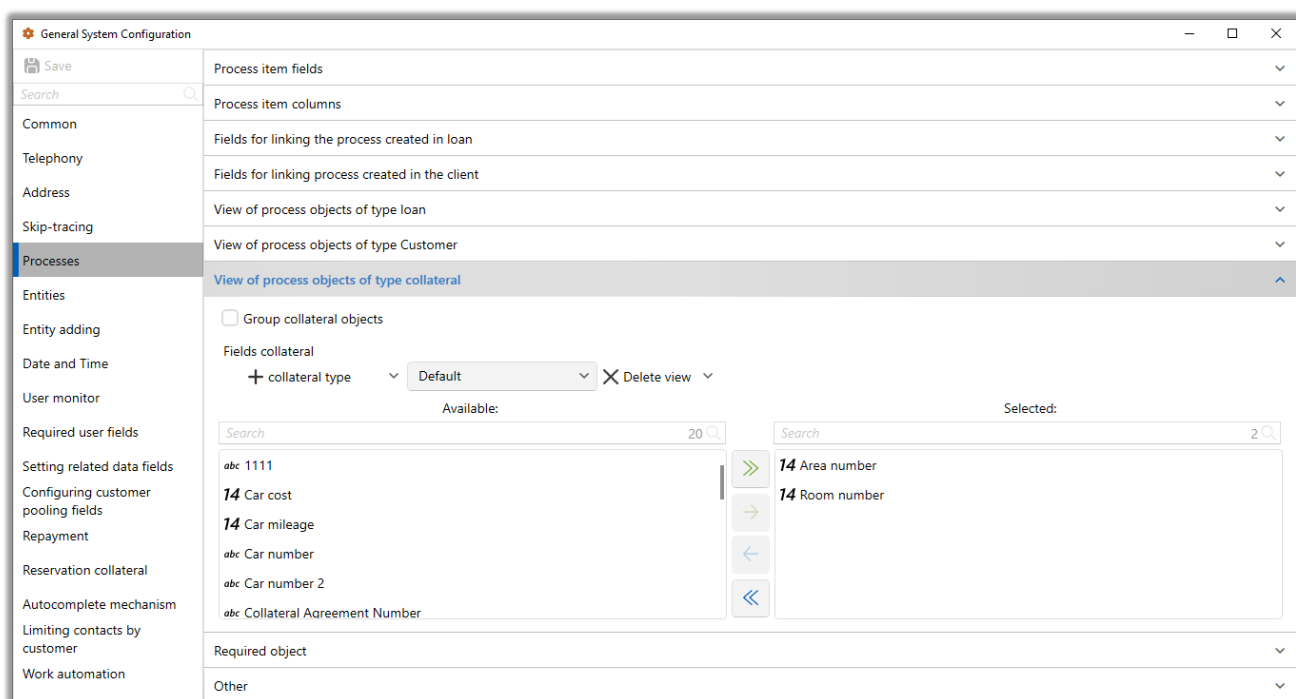 General System Configuration
Save
Search
Common
Telephony
Address
Skip-tracing
Processes
Entities
Entity adding
Date and Time
User monitor
Required user fields
Setting related data fields
Configuring customer
pooling fields
Repayment
Reservation collateral
Autocomplete mechanism
Limiting contacts by
customer
Work automation
Process item fields
Process item columns
Fields for linking the process created in loan
Fields for linking process created in the client
View of process objects of type loan
View of process objects of type Customer
View of process objects of type collateral
Group collateral objects
Fields collateral
collateral type Default Delete view
Available:
Search 20
abc 1111
14 Car cost
14 Car mileage
abc Car number
abc Car number 2
abc Collateral Agreement Number
Selected:
Search 2
14 Area number
14 Room number
Required object
Other